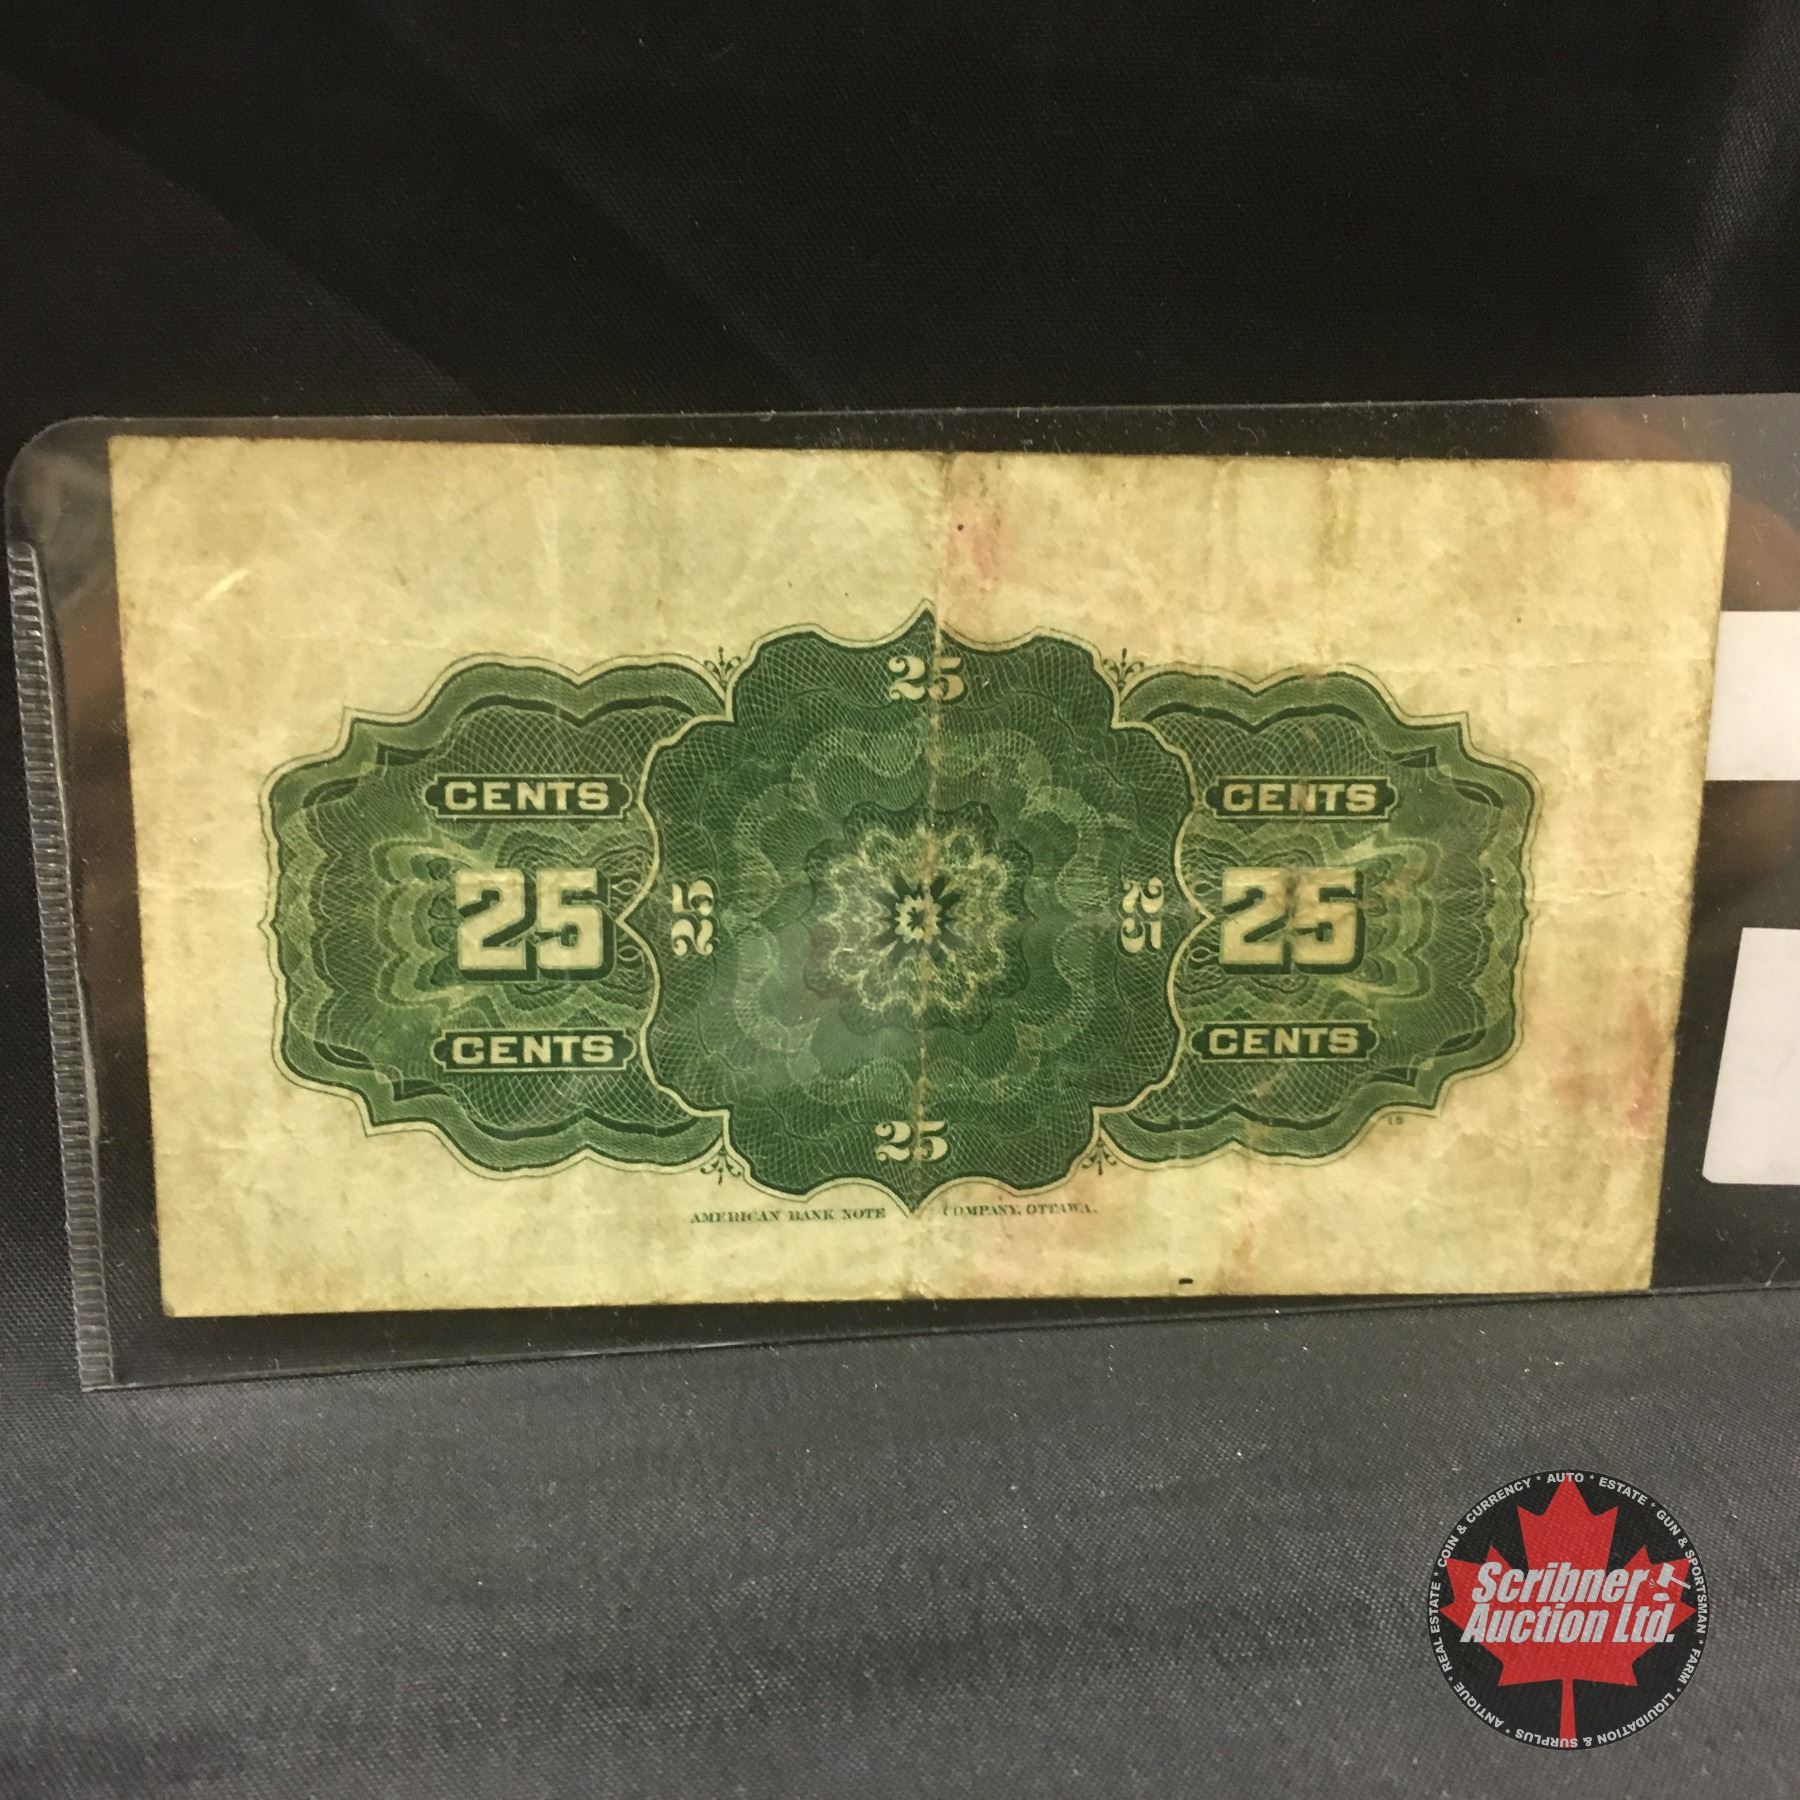 25
CENTS CENTS
25 25 25 25
CENTS CENTS
25
18
AMERICAN BANK NOTE COMPANY, OTTAWA.
COIN & CURRENCY * AUTO * ESTATE * GUN & SPORTSMAN * FARM * LIQUIDATION & SURPLUS * ANTIQUE * REAL ESTATE *
Scribner
Auction Ltd.